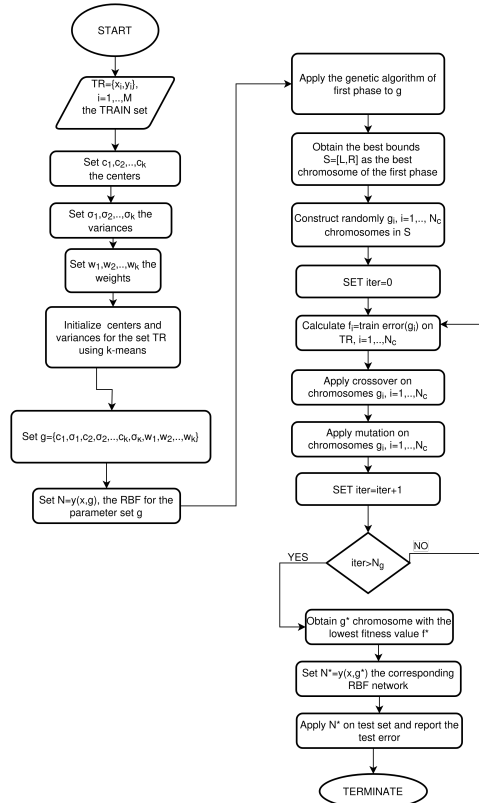 START
TR={xᵢ,yᵢ},
i=1,..,M
the TRAIN set
Set c₁,c₂,..,cₖ
the centers
Set σ₁,σ₂,..,σₖ the
variances
Set w₁,w₂,..,wₖ the
weights
Initialize centers and
variances for the set TR
using k-means
Set g={c₁,σ₁,c₂,σ₂,..,cₖ,σₖ,w₁,w₂,..,wₖ}
Set N=y(x,g), the RBF for the
parameter set g
Apply the genetic algorithm of
first phase to g
Obtain the best bounds
S=[L,R] as the best
chromosome of the first phase
Construct randomly gᵢ, i=1,.., N_c
chromosomes in S
SET iter=0
Calculate fᵢ=train error(gᵢ) on
TR, i=1,..,N_c
Apply crossover on
chromosomes gᵢ, i=1,..,N_c
Apply mutation on
chromosomes gᵢ, i=1,..,N_c
SET iter=iter+1
iter>N_g
YES
NO
Obtain g* chromosome with the
lowest fitness value f*
Set N*=y(x,g*) the corresponding
RBF network
Apply N* on test set and report the
test error
TERMINATE